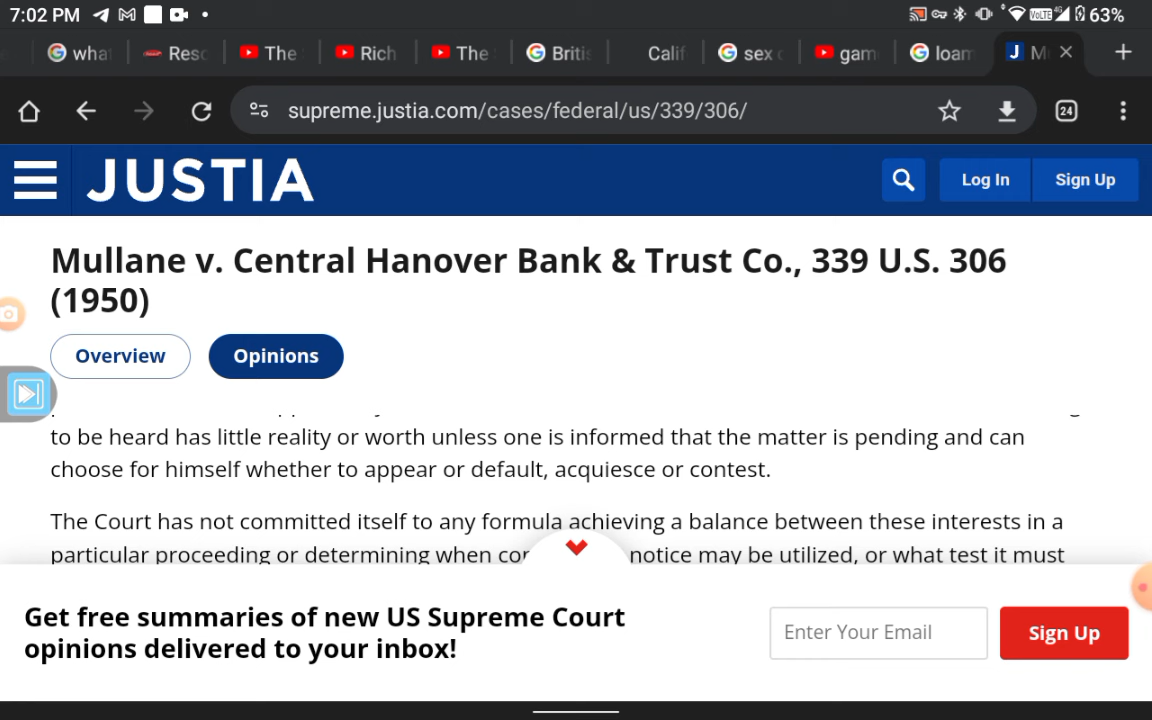 7:02 PM
VoLTE 4G 63%
wha Resc The Rich The Britis Calif sex gam loam M
supreme.justia.com/cases/federal/us/339/306/
24
JUSTIA
Log In Sign Up
Mullane v. Central Hanover Bank & Trust Co., 339 U.S. 306
(1950)
Overview Opinions
to be heard has little reality or worth unless one is informed that the matter is pending and can
choose for himself whether to appear or default, acquiesce or contest.
The Court has not committed itself to any formula achieving a balance between these interests in a
particular proceeding or determining when notice may be utilized, or what test it must
Get free summaries of new US Supreme Court
opinions delivered to your inbox!
Enter Your Email
Sign Up